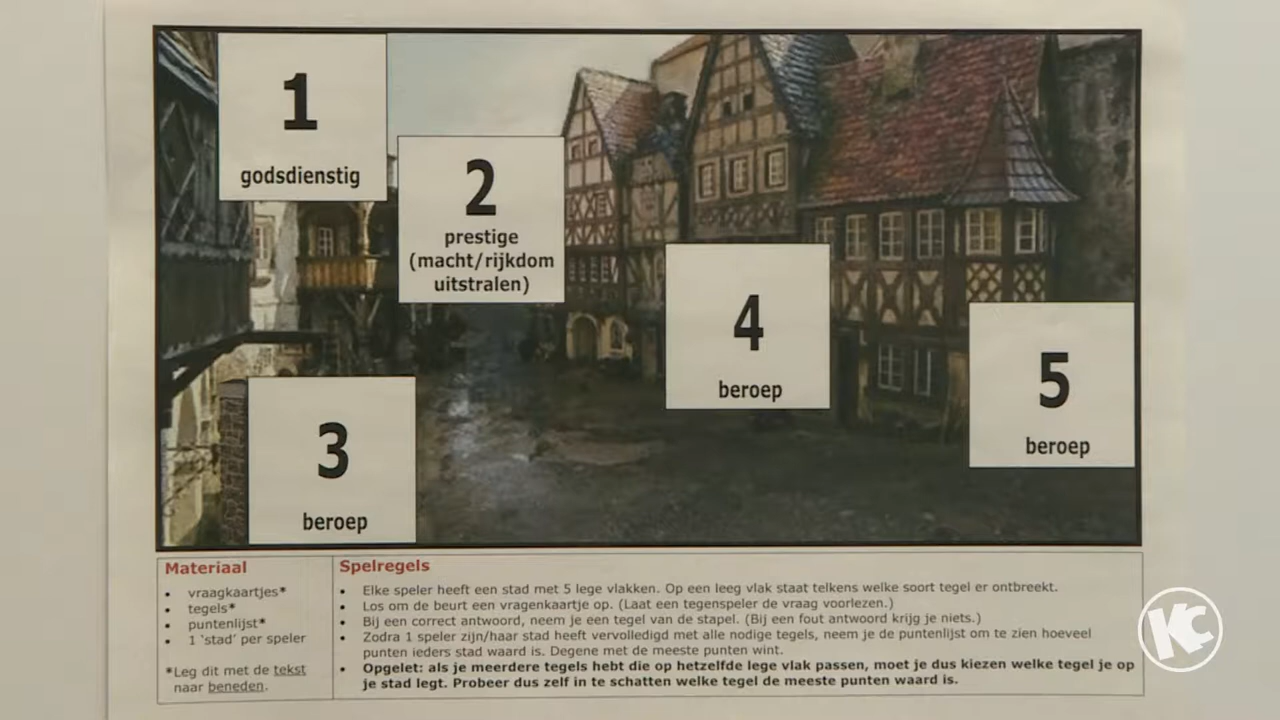 1
godsdienstig
2
prestige
(macht/rijkdom
uitstralen)
3
beroep
4
beroep
5
beroep
Materiaal
• vraagkaartjes*
• tegels*
• puntenlijst*
• 1 'stad' per speler
*Leg dit met de tekst
naar beneden.
Spelregels
• Elke speler heeft een stad met 5 lege vlakken. Op een leeg vlak staat telkens welke soort tegel er ontbreekt.
• Los om de beurt een vragenkaartje op. (Laat een tegenspeler de vraag voorlezen.)
• Bij een correct antwoord, neem je een tegel van de stapel. (Bij een fout antwoord krijg je niets.)
• Zodra 1 speler zijn/haar stad heeft vervolledigd met alle nodige tegels, neem je de puntenlijst om te zien hoeveel
punten ieders stad waard is. Degene met de meeste punten wint.
• Opgelet: als je meerdere tegels hebt die op hetzelfde lege vlak passen, moet je dus kiezen welke tegel je op
je stad legt. Probeer dus zelf in te schatten welke tegel de meeste punten waard is.
KC